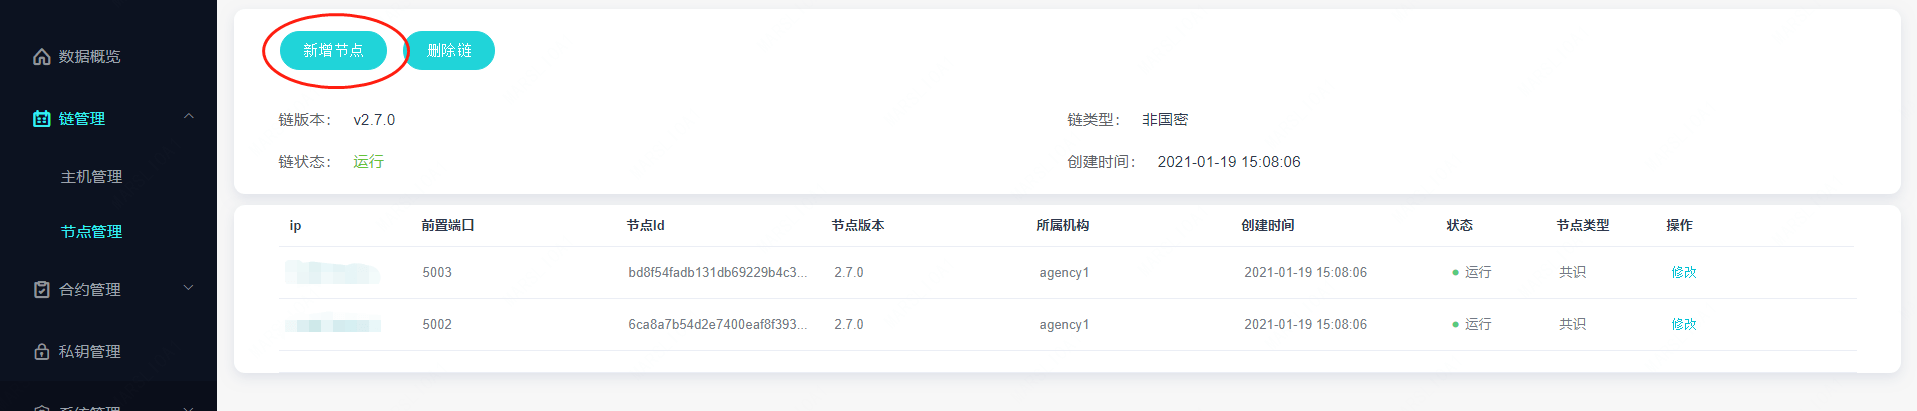 数据概览
链管理
主机管理
节点管理
合约管理
私钥管理
系统管理
新增节点 删除链
链版本： v2.7.0 链类型： 非国密
链状态： 运行 创建时间： 2021-01-19 15:08:06
ip 前置端口 节点Id 节点版本 所属机构 创建时间 状态 节点类型 操作
5003 bd8f54fadb131db69229b4c3... 2.7.0 agency1 2021-01-19 15:08:06 运行 共识 修改
5002 6ca8a7b54d2e7400eaf8f393... 2.7.0 agency1 2021-01-19 15:08:06 运行 共识 修改